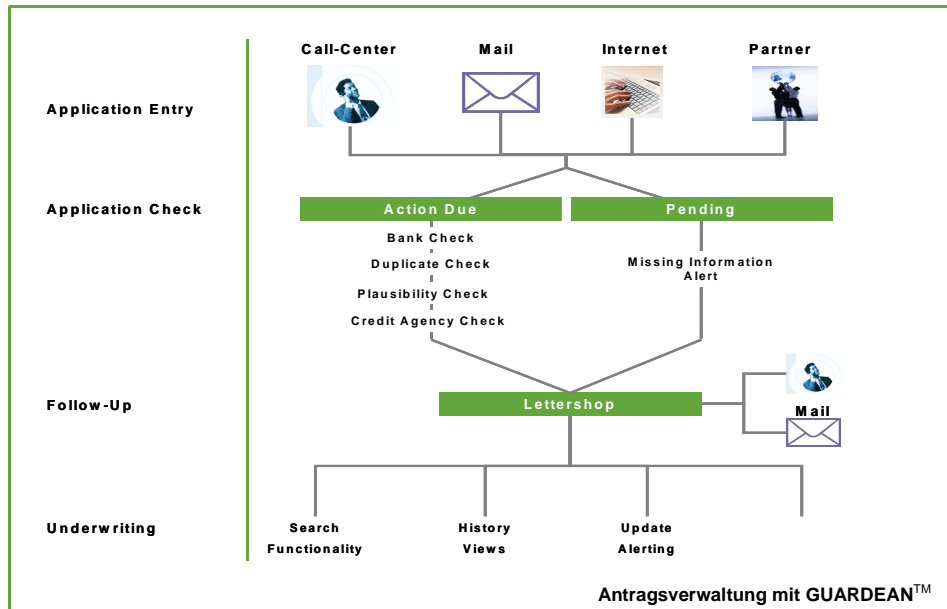 Call-Center
Mail
Internet
Partner
Application Entry
Application Check
Action Due
Pending
Bank Check
Duplicate Check
Plausibility Check
Credit Agency Check
Missing Information
Alert
Follow-Up
Lettershop
Mail
Underwriting
Search
Functionality
History
Views
Update
Alerting
Antragsverwaltung mit GUARDEAN™